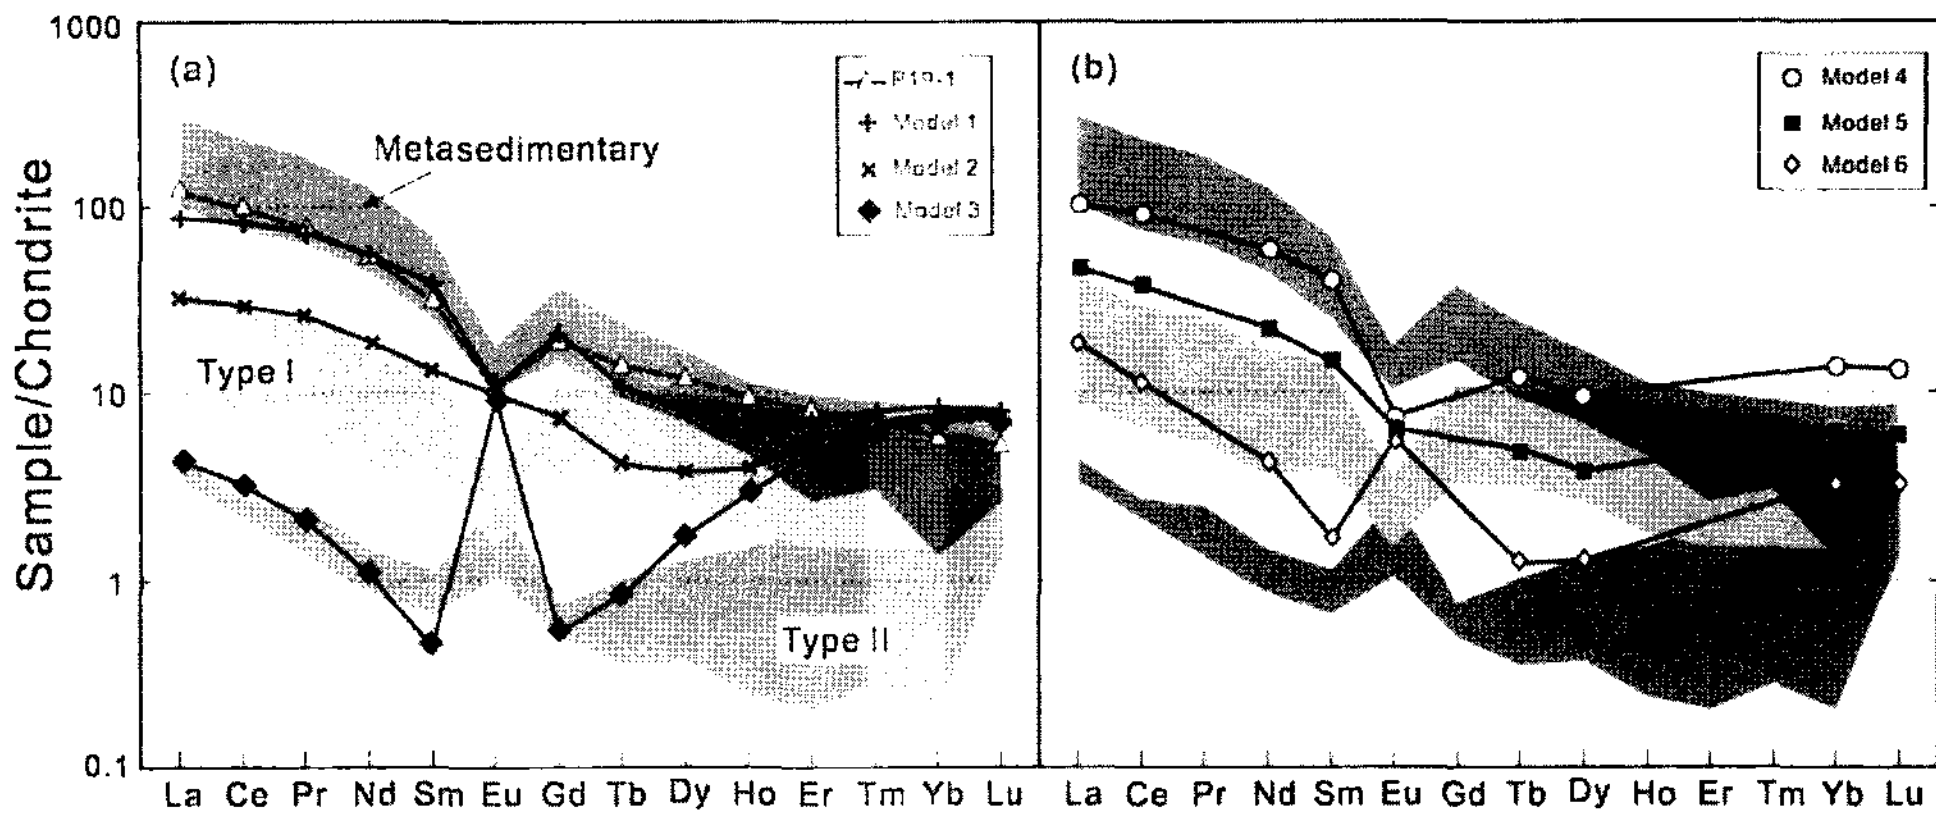 Sample/Chondrite
1000
100
10
1
0.1
(a)
Metasedimentary
Type I
Type II
Model 1
Model 2
Model 3
La Ce Pr Nd Sm Eu Gd Tb Dy Ho Er Tm Yb Lu
(b)
Model 4
Model 5
Model 6
La Ce Pr Nd Sm Eu Gd Tb Dy Ho Er Tm Yb Lu